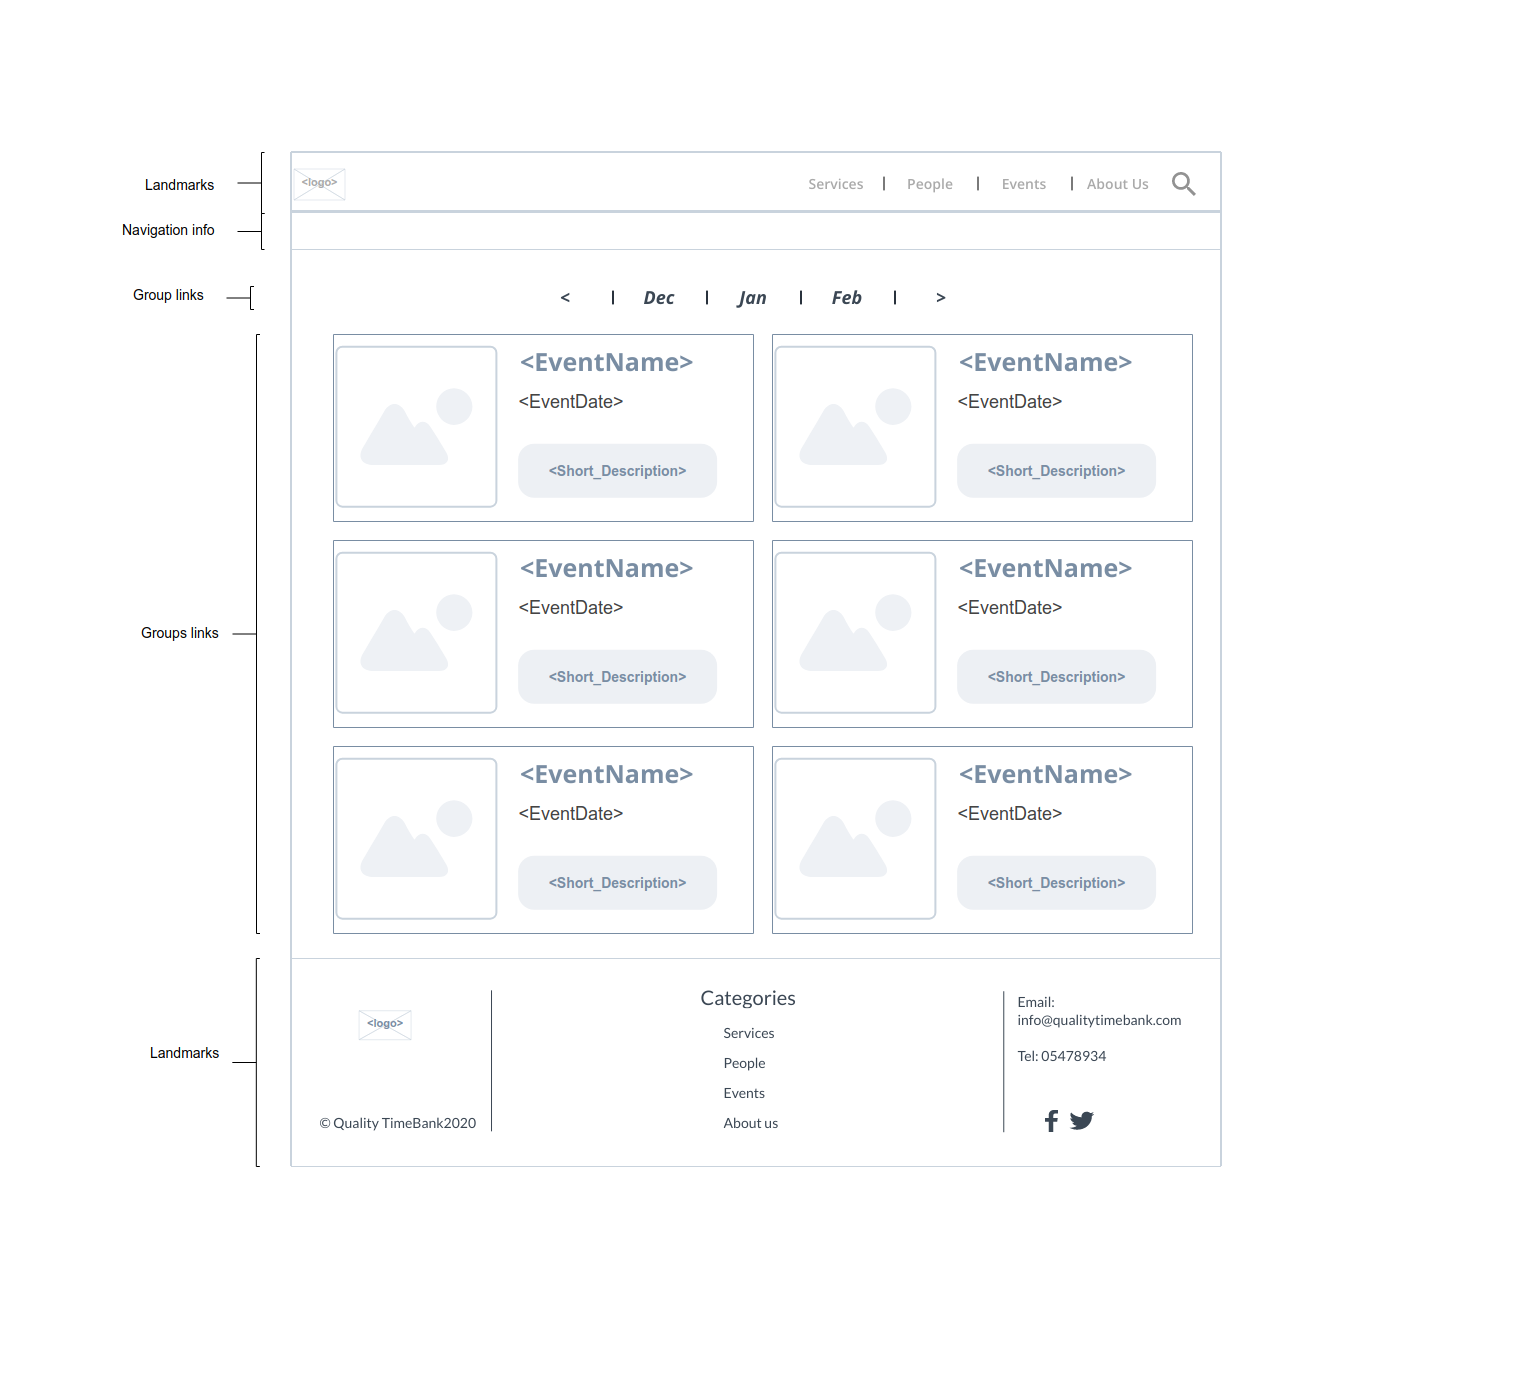 Landmarks
<logo>
Services | People | Events | About Us
Navigation info
Group links
< | Dec | Jan | Feb | >
<EventName>
<EventDate>
<Short_Description>
<EventName>
<EventDate>
<Short_Description>
Groups links
<EventName>
<EventDate>
<Short_Description>
<EventName>
<EventDate>
<Short_Description>
<EventName>
<EventDate>
<Short_Description>
<EventName>
<EventDate>
<Short_Description>
Landmarks
<logo>
© Quality TimeBank2020
Categories
Services
People
Events
About us
Email:
info@qualitytimebank.com
Tel: 05478934